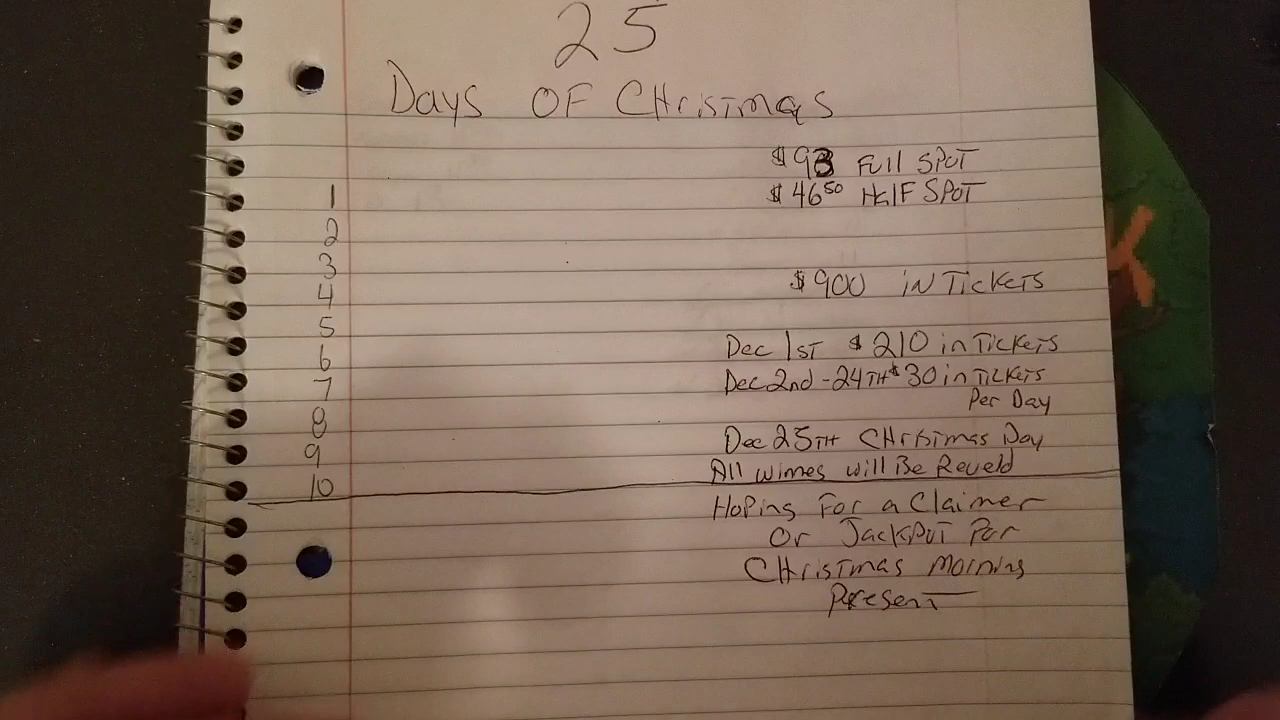 25
Days OF CHrisTmas
$93 Full SPOT
$46.50 HalF SPOT
1
2
3
$900 iN TickeTs
4
5
Dec 1sT $210 in TickeTs
6
Dec 2nd - 24TH $30 in TickeTs
7
Per Day
8
Dec 25TH CHrisTmas Day
9
All winnes will Be Reveld
10
HoPing For a Claimer
Or JackPoT For
CHrisTmas morning
PresenT